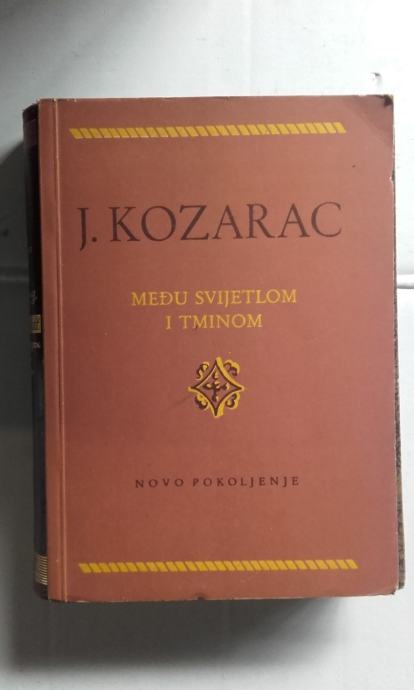 J. KOZARAC
MEĐU SVIJETLOM
I TMINOM
NOVO POKOLJENJE